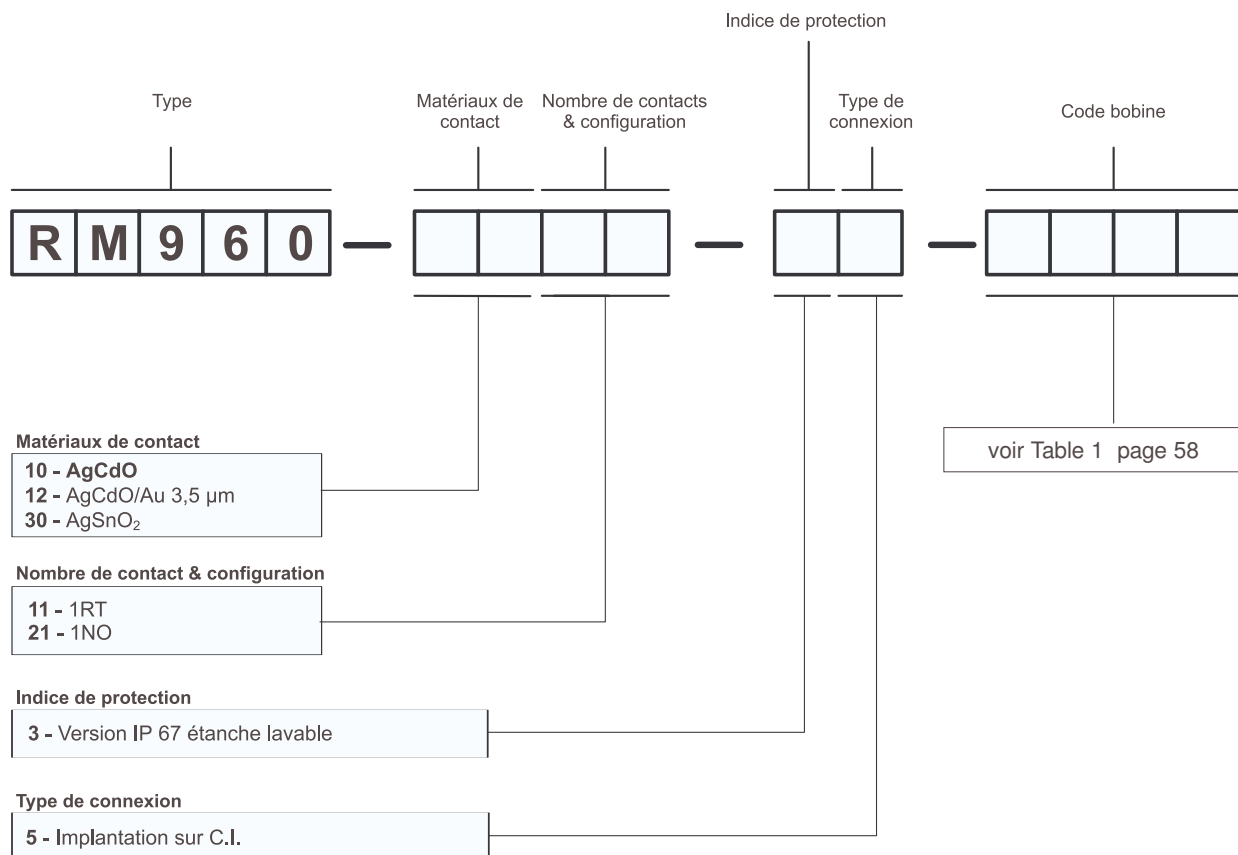 Indice de protection
Type
Matériaux de
contact
Nombre de contacts
& configuration
Type de
connexion
Code bobine
RM960
voir Table 1 page 58
Matériaux de contact
10 - AgCdO
12 - AgCdO/Au 3,5 μm
30 - AgSnO₂
Nombre de contact & configuration
11 - 1RT
21 - 1NO
Indice de protection
3 - Version IP 67 étanche lavable
Type de connexion
5 - Implantation sur C.I.